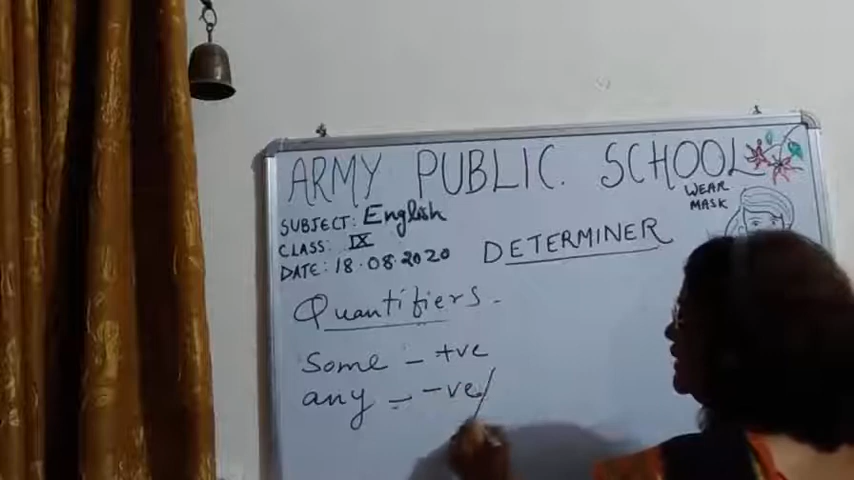 ARMY PUBLIC SCHOOL
WEAR
MASK
SUBJECT: English
CLASS: IX
DATE: 18.08.2020
DETERMINER
Quantifiers -
Some - +ve
any - -ve/